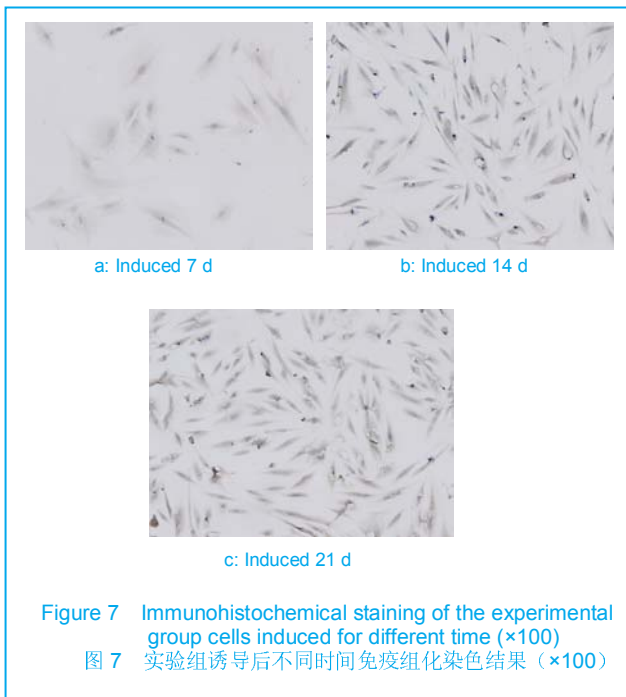 a: Induced 7 d
b: Induced 14 d
c: Induced 21 d
Figure 7 Immunohistochemical staining of the experimental
group cells induced for different time (×100)
图 7 实验组诱导后不同时间免疫组化染色结果（×100）